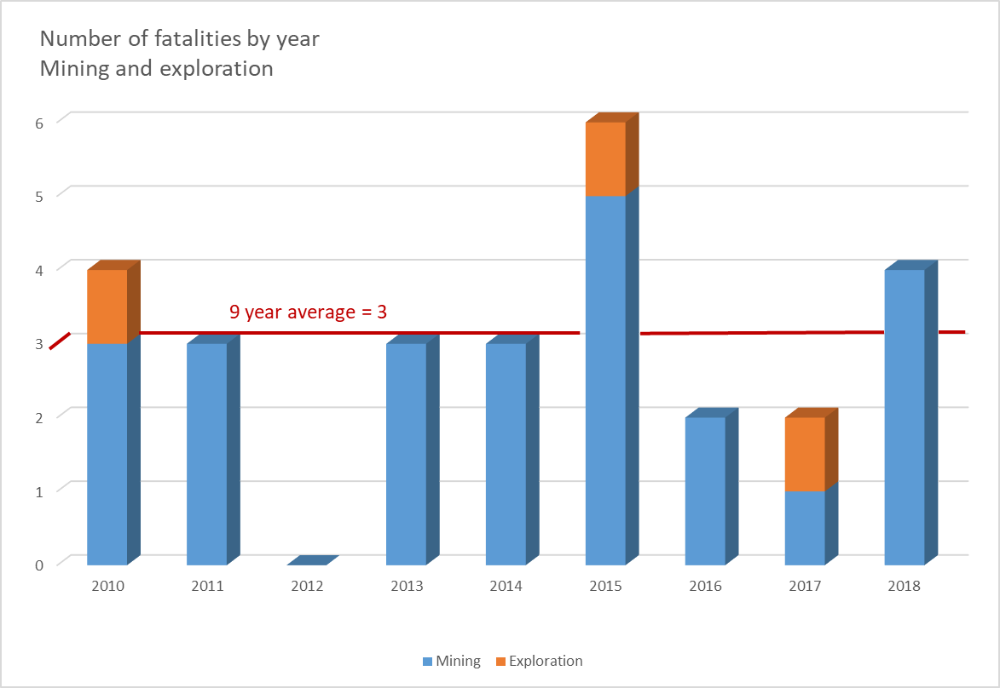 Number of fatalities by year
Mining and exploration
6
5
4
9 year average = 3
3
2
1
0
2010 2011 2012 2013 2014 2015 2016 2017 2018
Mining Exploration